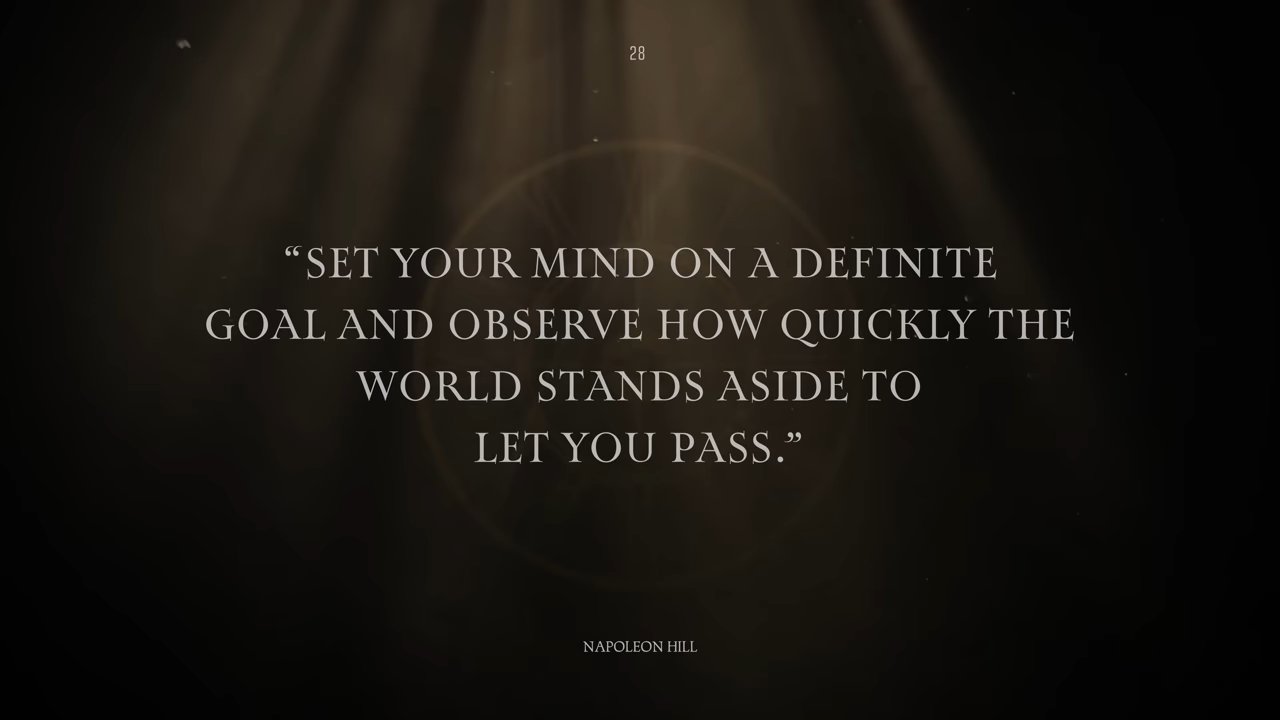 28
“SET YOUR MIND ON A DEFINITE
GOAL AND OBSERVE HOW QUICKLY THE
WORLD STANDS ASIDE TO
LET YOU PASS.”
NAPOLEON HILL